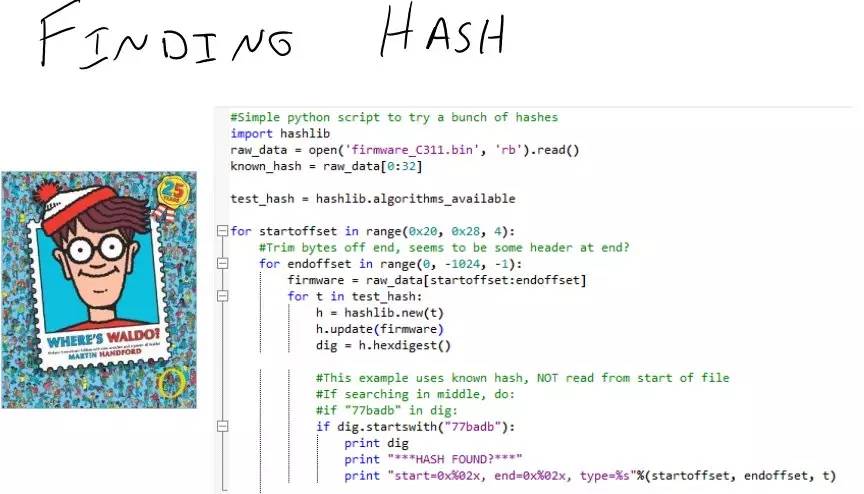 FINDING HASH
#Simple python script to try a bunch of hashes
import hashlib
raw_data = open('firmware_C311.bin', 'rb').read()
known_hash = raw_data[0:32]
test_hash = hashlib.algorithms_available
for startoffset in range(0x20, 0x28, 4):
#Trim bytes off end, seems to be some header at end?
for endoffset in range(0, -1024, -1):
firmware = raw_data[startoffset:endoffset]
for t in test_hash:
h = hashlib.new(t)
h.update(firmware)
dig = h.hexdigest()
#This example uses known hash, NOT read from start of file
#If searching in middle, do:
#if "77badb" in dig:
if dig.startswith("77badb"):
print dig
print "***HASH FOUND?***"
print "start=0x%02x, end=0x%02x, type=%s"%(startoffset, endoffset, t)
25
YEARS
WHERE'S WALDO?
MARTIN HANDFORD